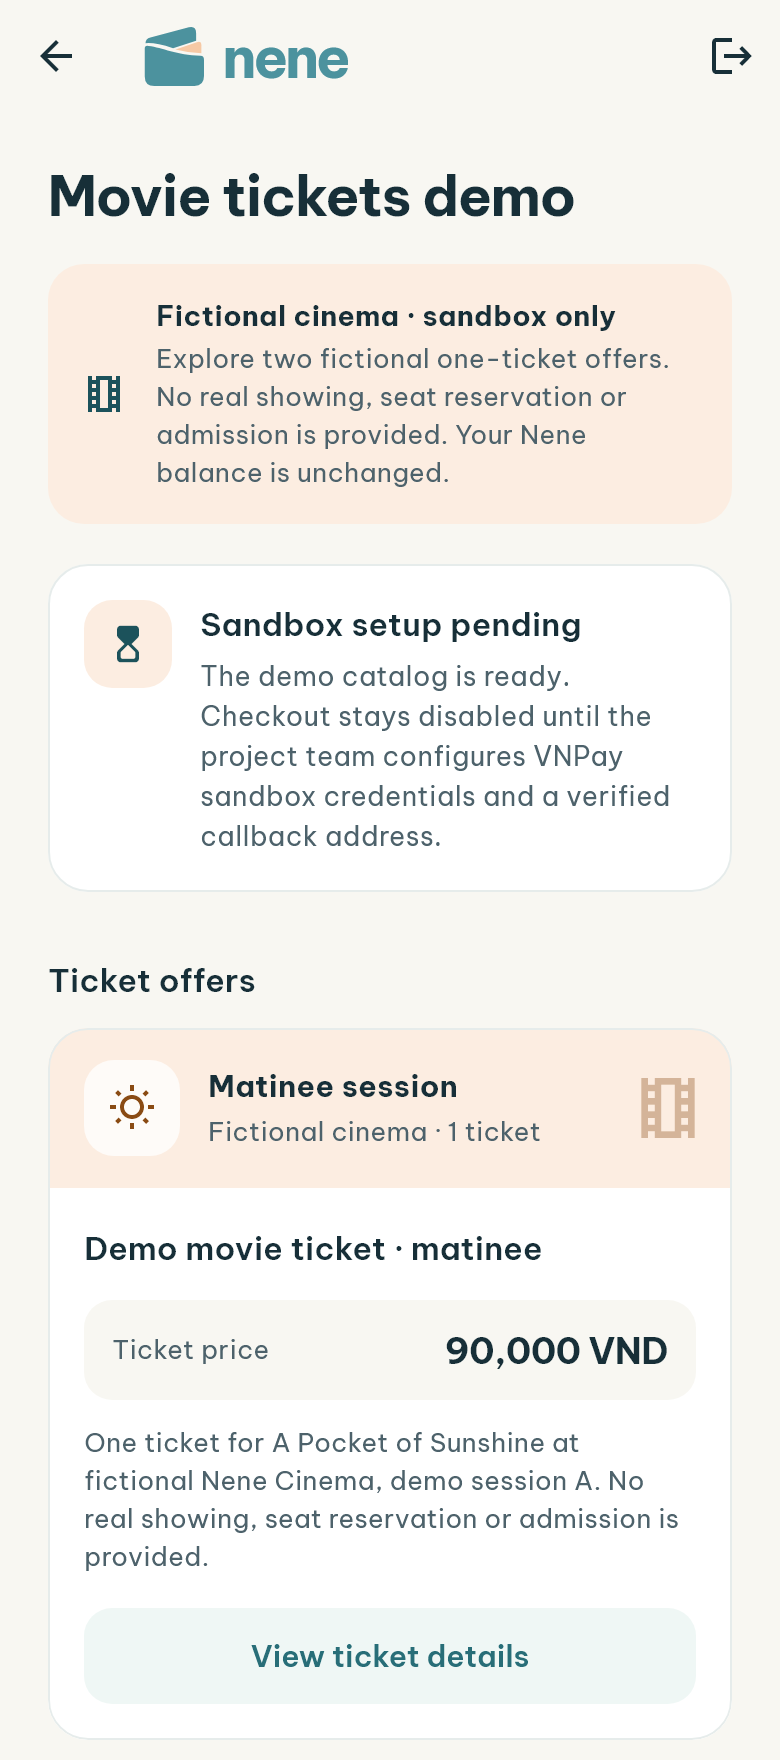 nene
Movie tickets demo
Fictional cinema · sandbox only
Explore two fictional one-ticket offers.
No real showing, seat reservation or
admission is provided. Your Nene
balance is unchanged.
Sandbox setup pending
The demo catalog is ready.
Checkout stays disabled until the
project team configures VNPay
sandbox credentials and a verified
callback address.
Ticket offers
Matinee session
Fictional cinema · 1 ticket
Demo movie ticket · matinee
Ticket price 90,000 VND
One ticket for A Pocket of Sunshine at
fictional Nene Cinema, demo session A. No
real showing, seat reservation or admission is
provided.
View ticket details